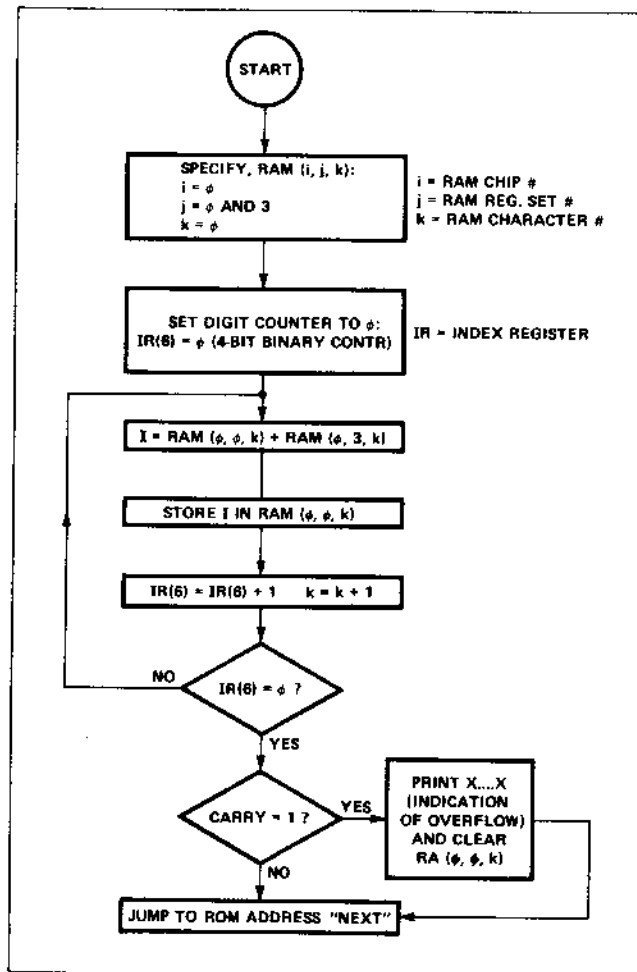 START
SPECIFY, RAM (i, j, k):
i = ϕ
j = ϕ AND 3
k = ϕ
i = RAM CHIP #
j = RAM REG. SET #
k = RAM CHARACTER #
SET DIGIT COUNTER TO ϕ:
IR(6) = ϕ (4-BIT BINARY CONTR)
IR = INDEX REGISTER
I = RAM (ϕ, ϕ, k) + RAM (ϕ, 3, k)
STORE I IN RAM (ϕ, ϕ, k)
IR(6) = IR(6) + 1 k = k + 1
NO
IR(6) = ϕ ?
YES
CARRY = 1 ?
YES
PRINT X....X
(INDICATION
OF OVERFLOW)
AND CLEAR
RA (ϕ, ϕ, k)
NO
JUMP TO ROM ADDRESS "NEXT"